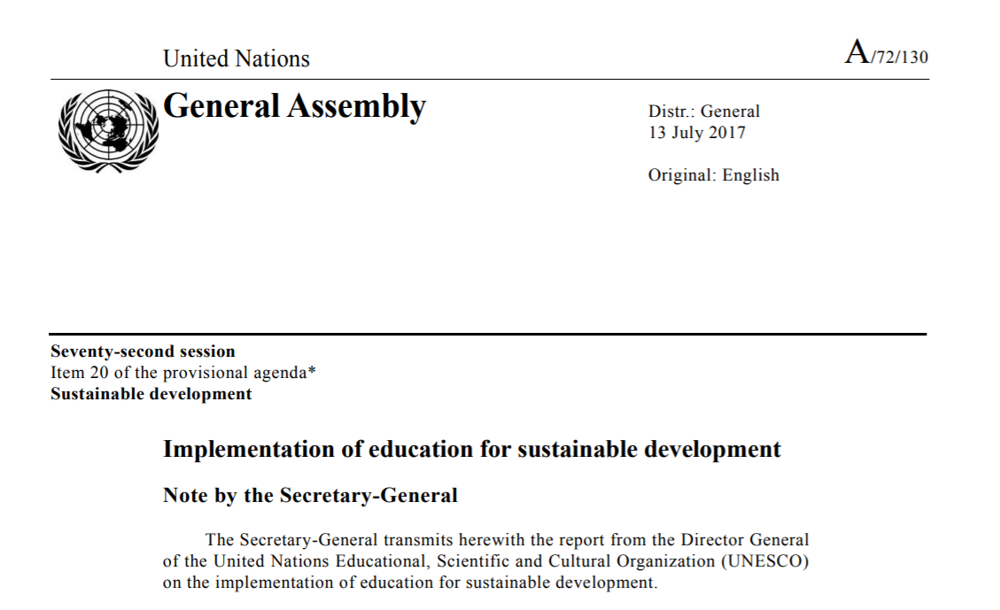 United Nations
A/72/130
General Assembly
Distr.: General
13 July 2017
Original: English
Seventy-second session
Item 20 of the provisional agenda*
Sustainable development
Implementation of education for sustainable development
Note by the Secretary-General
The Secretary-General transmits herewith the report from the Director General
of the United Nations Educational, Scientific and Cultural Organization (UNESCO)
on the implementation of education for sustainable development.